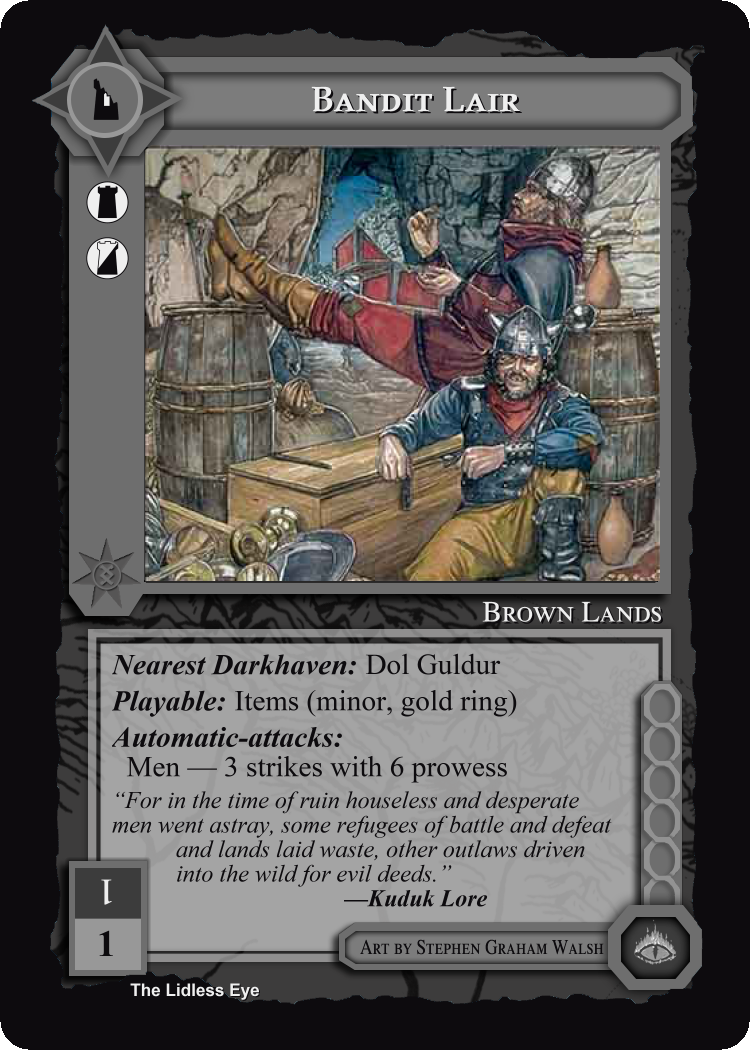 Bandit Lair
Brown Lands
Nearest Darkhaven: Dol Guldur
Playable: Items (minor, gold ring)
Automatic-attacks:
Men — 3 strikes with 6 prowess
“For in the time of ruin houseless and desperate
men went astray, some refugees of battle and defeat
and lands laid waste, other outlaws driven
into the wild for evil deeds.”
—Kuduk Lore
1
1
Art by Stephen Graham Walsh
The Lidless Eye